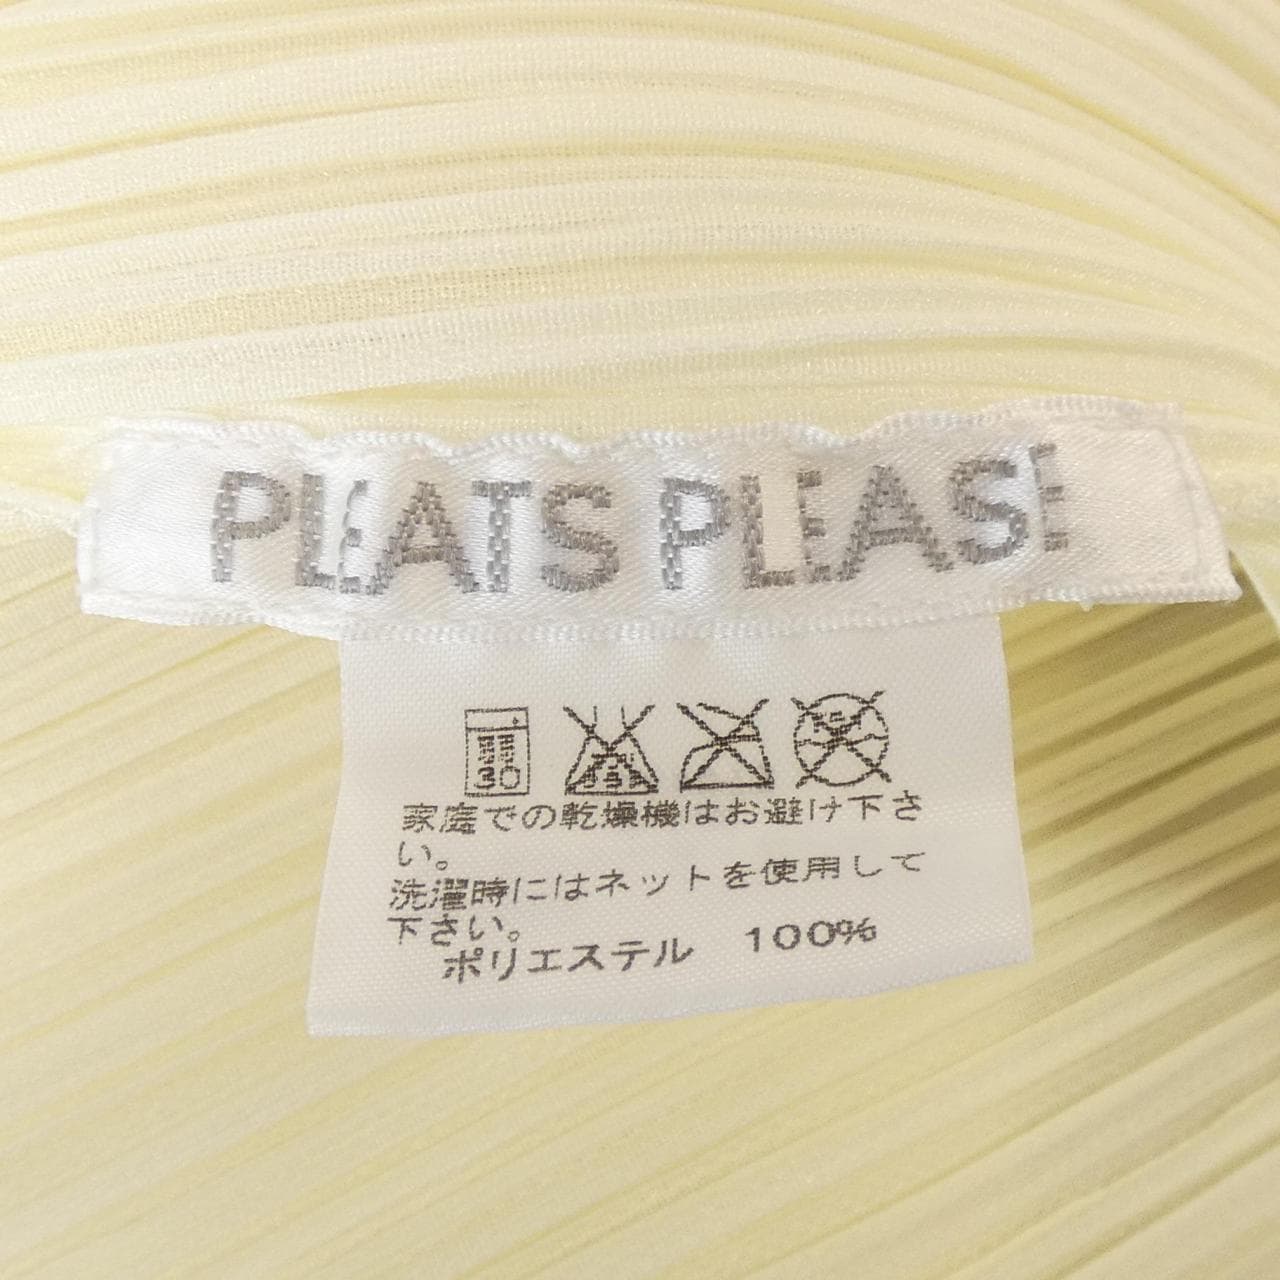 PLEATS PLEASE
30
家庭での乾燥機はお避け下さ
い。
洗濯時にはネットを使用して
下さい。
ポリエステル 100%